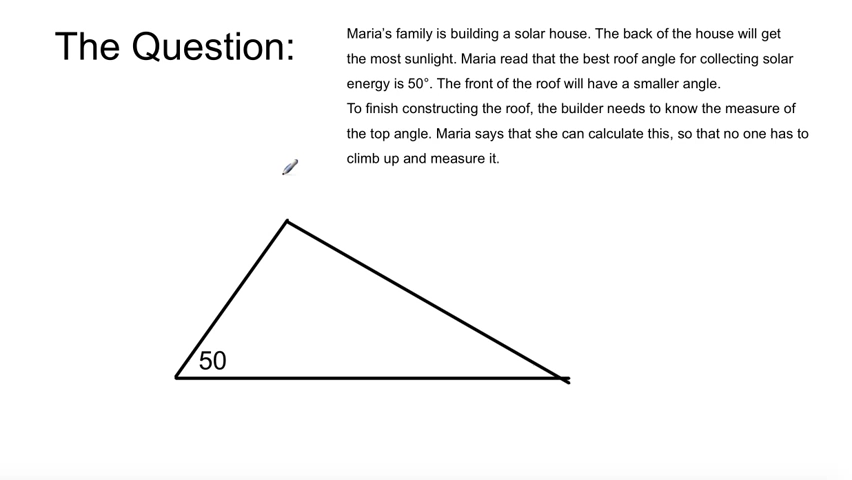 The Question:
Maria's family is building a solar house. The back of the house will get
the most sunlight. Maria read that the best roof angle for collecting solar
energy is 50°. The front of the roof will have a smaller angle.
To finish constructing the roof, the builder needs to know the measure of
the top angle. Maria says that she can calculate this, so that no one has to
climb up and measure it.
50